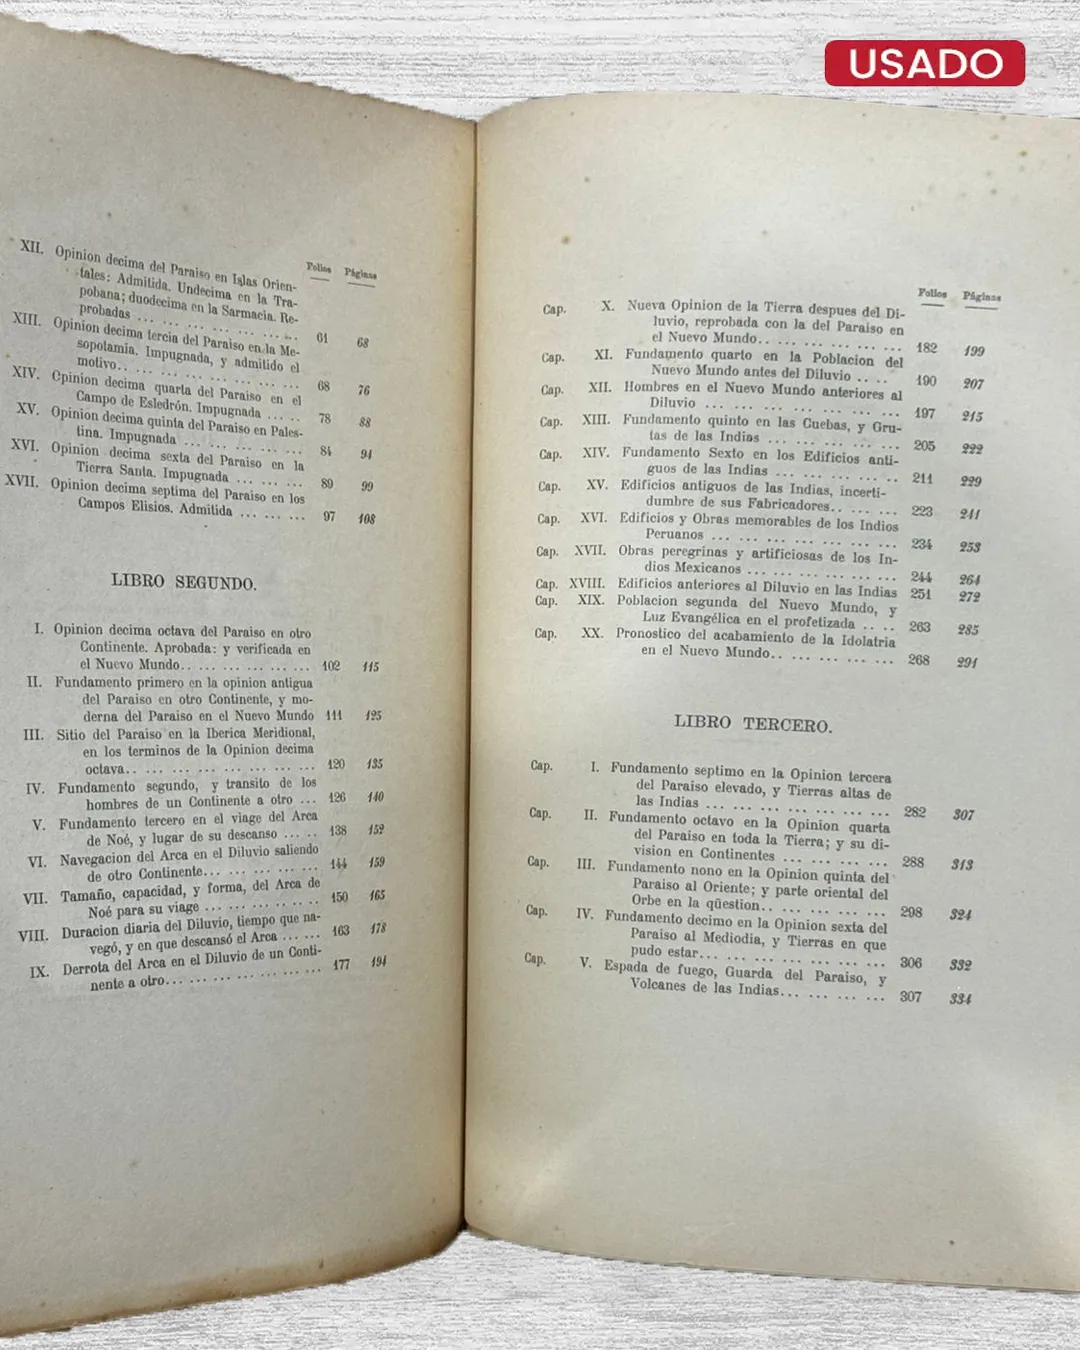 USADO
Folios Páginas
XII. Opinion decima del Paraiso en Islas Orien-
tales: Admitida. Undecima en la Tra-
pobana; duodecima en la Sarmacia. Re-
probadas ... ... ... ... ... ... 61 68
XIII. Opinion decima tercia del Paraiso en la Me-
sopotamia. Impugnada, y admitido el
motivo.. ... ... ... ... ... ... 68 76
XIV. Opinion decima quarta del Paraiso en el
Campo de Esledrón. Impugnada ... .. 78 88
XV. Opinion decima quinta del Paraiso en Pales-
tina. Impugnada ... ... ... ... ... 84 94
XVI. Opinion decima sexta del Paraiso en la
Tierra Santa. Impugnada ... ... ... 89 99
XVII. Opinion decima septima del Paraiso en los
Campos Elisios. Admitida ... ... ... 97 108
LIBRO SEGUNDO.
I. Opinion decima octava del Paraiso en otro
Continente. Aprobada: y verificada en
el Nuevo Mundo.. ... ... ... ... ... 102 115
II. Fundamento primero en la opinion antigua
del Paraiso en otro Continente, y mo-
derna del Paraiso en el Nuevo Mundo 111 125
III. Sitio del Paraiso en la Iberica Meridional,
en los terminos de la Opinion decima
octava.. ... ... ... ... ... ... ... 120 135
IV. Fundamento segundo, y transito de los
hombres de un Continente a otro ... 126 140
V. Fundamento tercero en el viage del Arca
de Noé, y lugar de su descanso ... .. 138 152
VI. Navegacion del Arca en el Diluvio saliendo
de otro Continente... ... ... ... ... 144 159
VII. Tamaño, capacidad, y forma, del Arca de
Noé para su viage ... ... ... .. .. 150 165
VIII. Duracion diaria del Diluvio, tiempo que na-
vegó, y en que descansó el Arca ... ... 163 178
IX. Derrota del Arca en el Diluvio de un Conti-
nente a otro... ... ... ... ... ... 177 194
Folios Páginas
Cap. X. Nueva Opinion de la Tierra despues del Di-
luvio, reprobada con la del Paraiso en
el Nuevo Mundo.. ... ... ... ... ... 182 199
Cap. XI. Fundamento quarto en la Poblacion del
Nuevo Mundo antes del Diluvio .. .. 190 207
Cap. XII. Hombres en el Nuevo Mundo anteriores al
Diluvio ... ... ... ... ... ... ... 197 215
Cap. XIII. Fundamento quinto en las Cuebas, y Gru-
tas de las Indias ... ... ... ... ... 205 222
Cap. XIV. Fundamento Sexto en los Edificios anti-
guos de las Indias ... ... ... ... .. 211 229
Cap. XV. Edificios antiguos de las Indias, incerti-
dumbre de sus Fabricadores.. ... ... 223 241
Cap. XVI. Edificios y Obras memorables de los Indios
Peruanos ... ... ... ... ... ... ... 234 253
Cap. XVII. Obras peregrinas y artificiosas de los In-
dios Mexicanos ... ... ... ... ... ... 244 264
Cap. XVIII. Edificios anteriores al Diluvio en las Indias 251 272
Cap. XIX. Poblacion segunda del Nuevo Mundo, y
Luz Evangélica en el profetizada .. .. 263 285
Cap. XX. Pronostico del acabamiento de la Idolatria
en el Nuevo Mundo.. ... ... ... ... 268 291
LIBRO TERCERO.
Cap. I. Fundamento septimo en la Opinion tercera
del Paraiso elevado, y Tierras altas de
las Indias ... ... ... ... ... ... ... 282 307
Cap. II. Fundamento octavo en la Opinion quarta
del Paraiso en toda la Tierra; y su di-
vision en Continentes ... ... ... ... 288 313
Cap. III. Fundamento nono en la Opinion quinta del
Paraiso al Oriente; y parte oriental del
Orbe en la qüestion.. ... ... ... ... 298 324
Cap. IV. Fundamento decimo en la Opinion sexta del
Paraiso al Mediodia, y Tierras en que
pudo estar... ... ... ... ... ... ... 306 332
Cap. V. Espada de fuego, Guarda del Paraiso, y
Volcanes de las Indias... ... ... ... 307 334